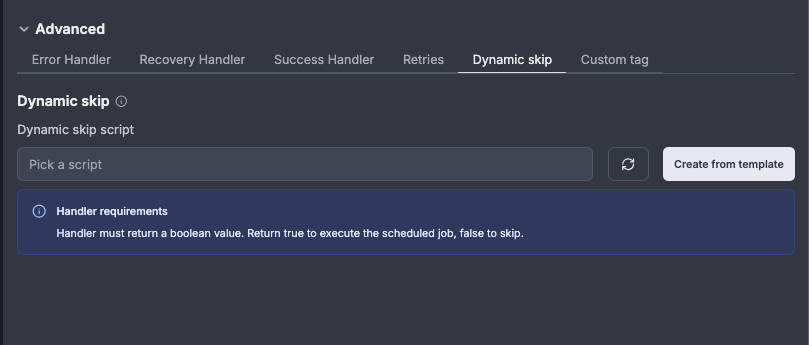 Advanced
Error Handler Recovery Handler Success Handler Retries Dynamic skip Custom tag
Dynamic skip
Dynamic skip script
Pick a script Create from template
Handler requirements
Handler must return a boolean value. Return true to execute the scheduled job, false to skip.